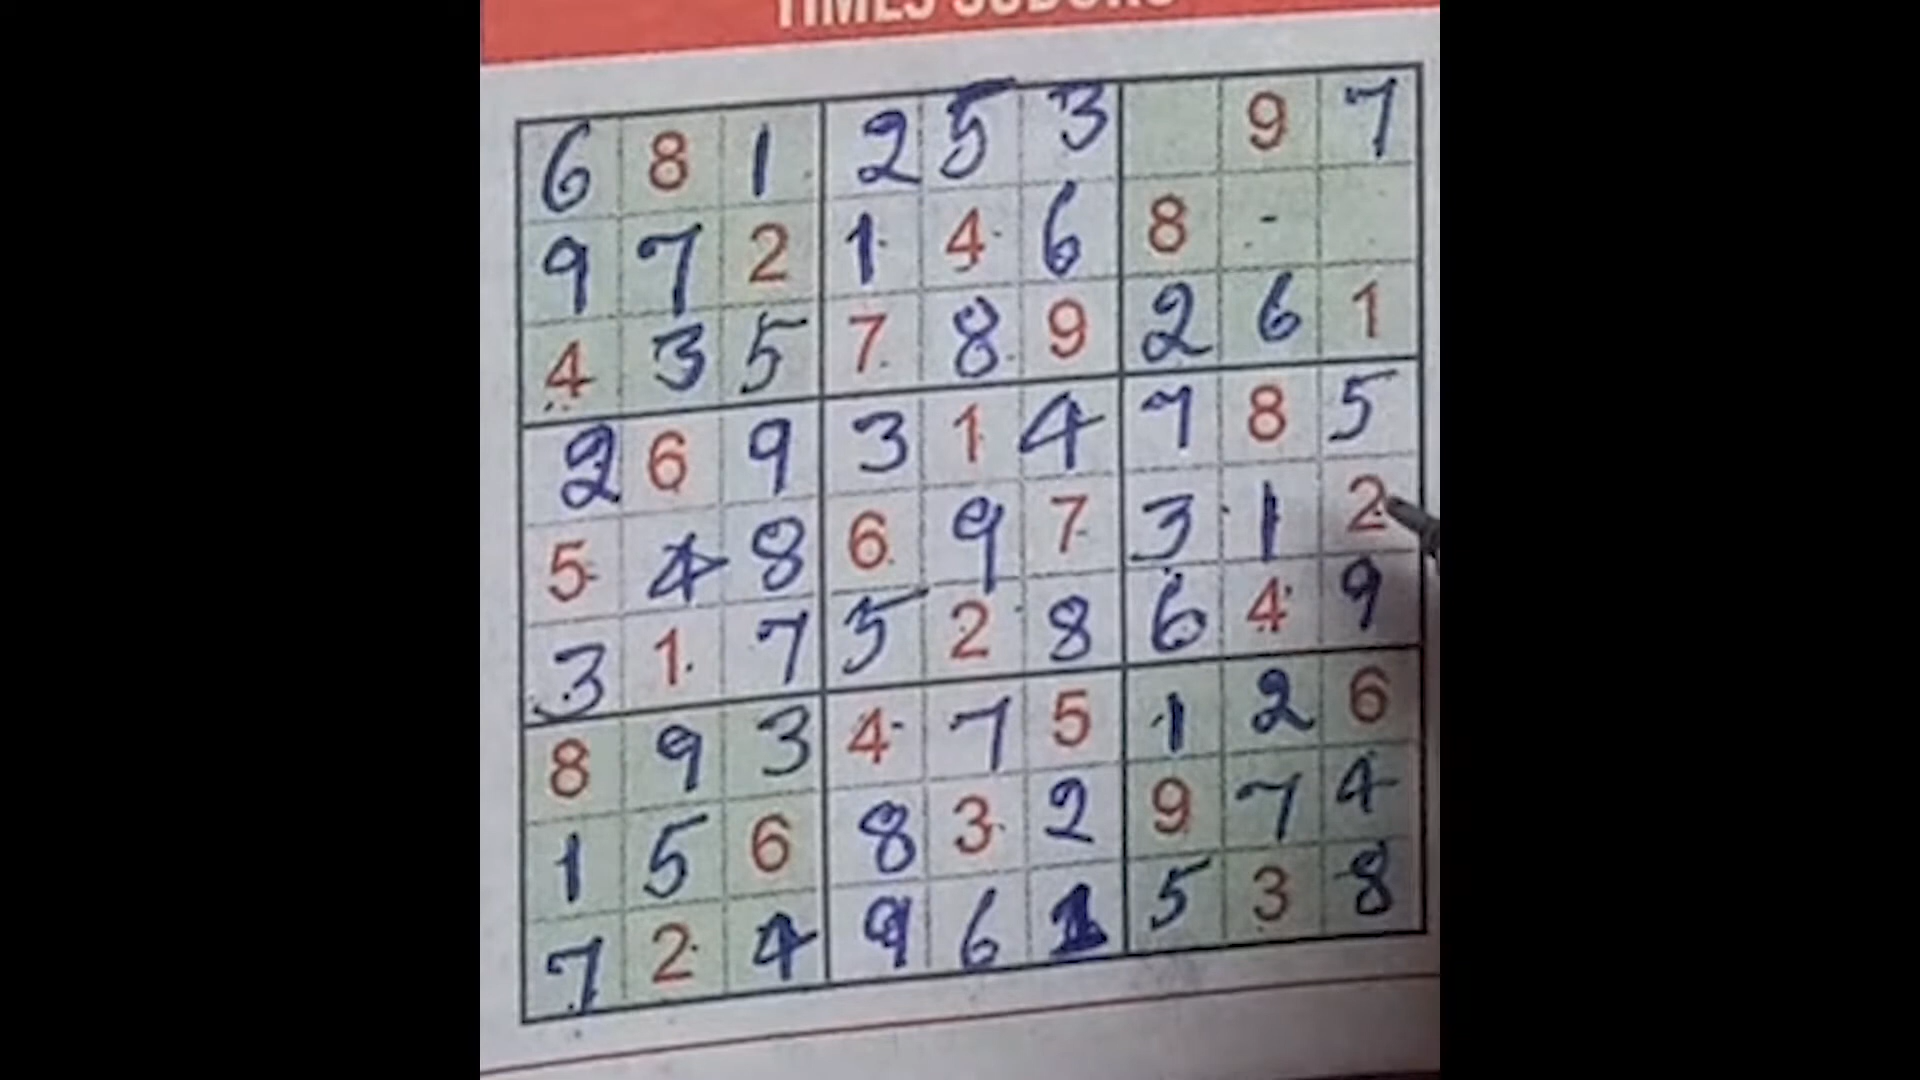 TIMES SUDOKU
6 8 1 2 5 3 9 7
9 7 2 1 4 6 8
4 3 5 7 8 9 2 6 1
2 6 9 3 1 4 7 8 5
5 4 8 6 9 7 3 1 2
3 1 7 5 2 8 6 4 9
8 9 3 4 7 5 1 2 6
1 5 6 8 3 2 9 7 4
7 2 4 9 6 1 5 3 8